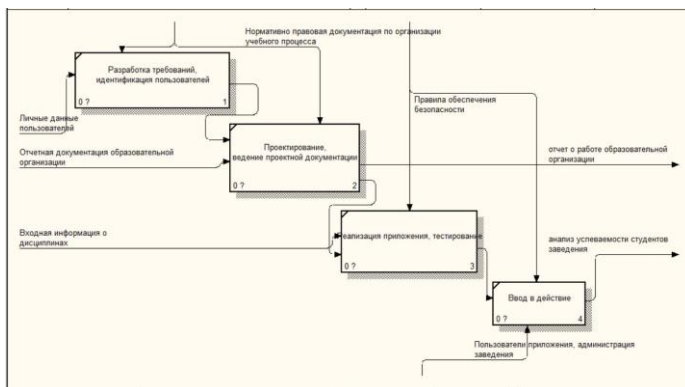 Нормативно правовая документация по организации
учебного процесса
Разработка требований,
идентификация пользователей
0 ?
1
Правила обеспечения
безопасности
Личные данные
пользователей
Проектирование,
ведение проектной документации
0 ?
2
Отчетная документация образовательной
организации
отчет о работе образовательной
организации
Входная информация о
дисциплинах
еализация приложения, тестирование
0 ?
3
анализ успеваемости студентов
заведения
Ввод в действие
0 ?
4
Пользователи приложения, администрация
заведения